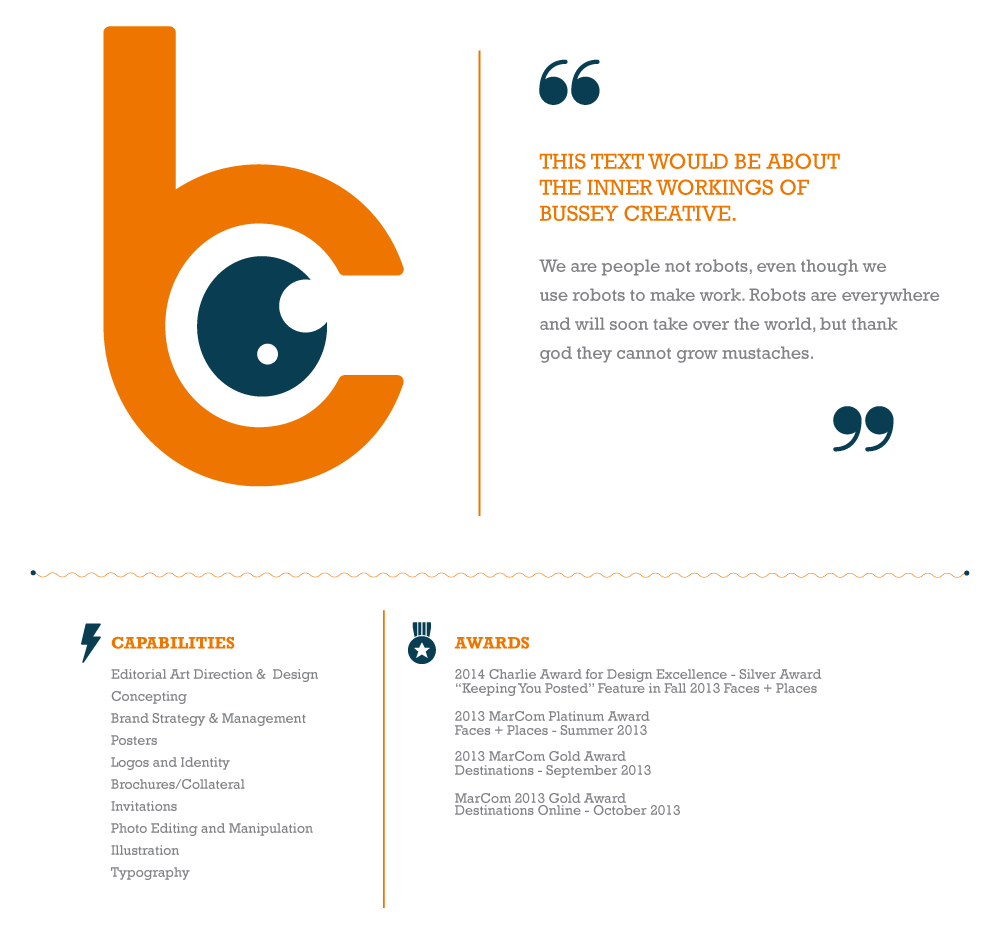 THIS TEXT WOULD BE ABOUT
THE INNER WORKINGS OF
BUSSEY CREATIVE.
We are people not robots, even though we
use robots to make work. Robots are everywhere
and will soon take over the world, but thank
god they cannot grow mustaches.
CAPABILITIES
Editorial Art Direction &  Design
Concepting
Brand Strategy & Management
Posters
Logos and Identity
Brochures/Collateral
Invitations
Photo Editing and Manipulation
Illustration
Typography
AWARDS
2014 Charlie Award for Design Excellence - Silver Award
“Keeping You Posted” Feature in Fall 2013 Faces + Places
2013 MarCom Platinum Award
Faces + Places - Summer 2013
2013 MarCom Gold Award
Destinations - September 2013
MarCom 2013 Gold Award
Destinations Online - October 2013